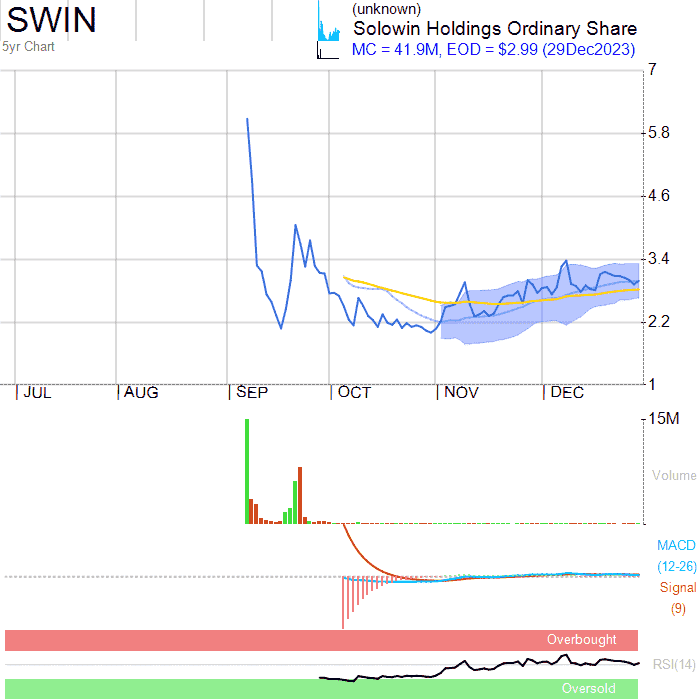 SWIN
5yr Chart
(unknown)
Solowin Holdings Ordinary Share
MC = 41.9M, EOD = $2.99 (29Dec2023)
7
5.8
4.6
3.4
2.2
1
JUL AUG SEP OCT NOV DEC
15M
Volume
MACD
(12-26)
Signal
(9)
Overbought
RSI(14)
Oversold